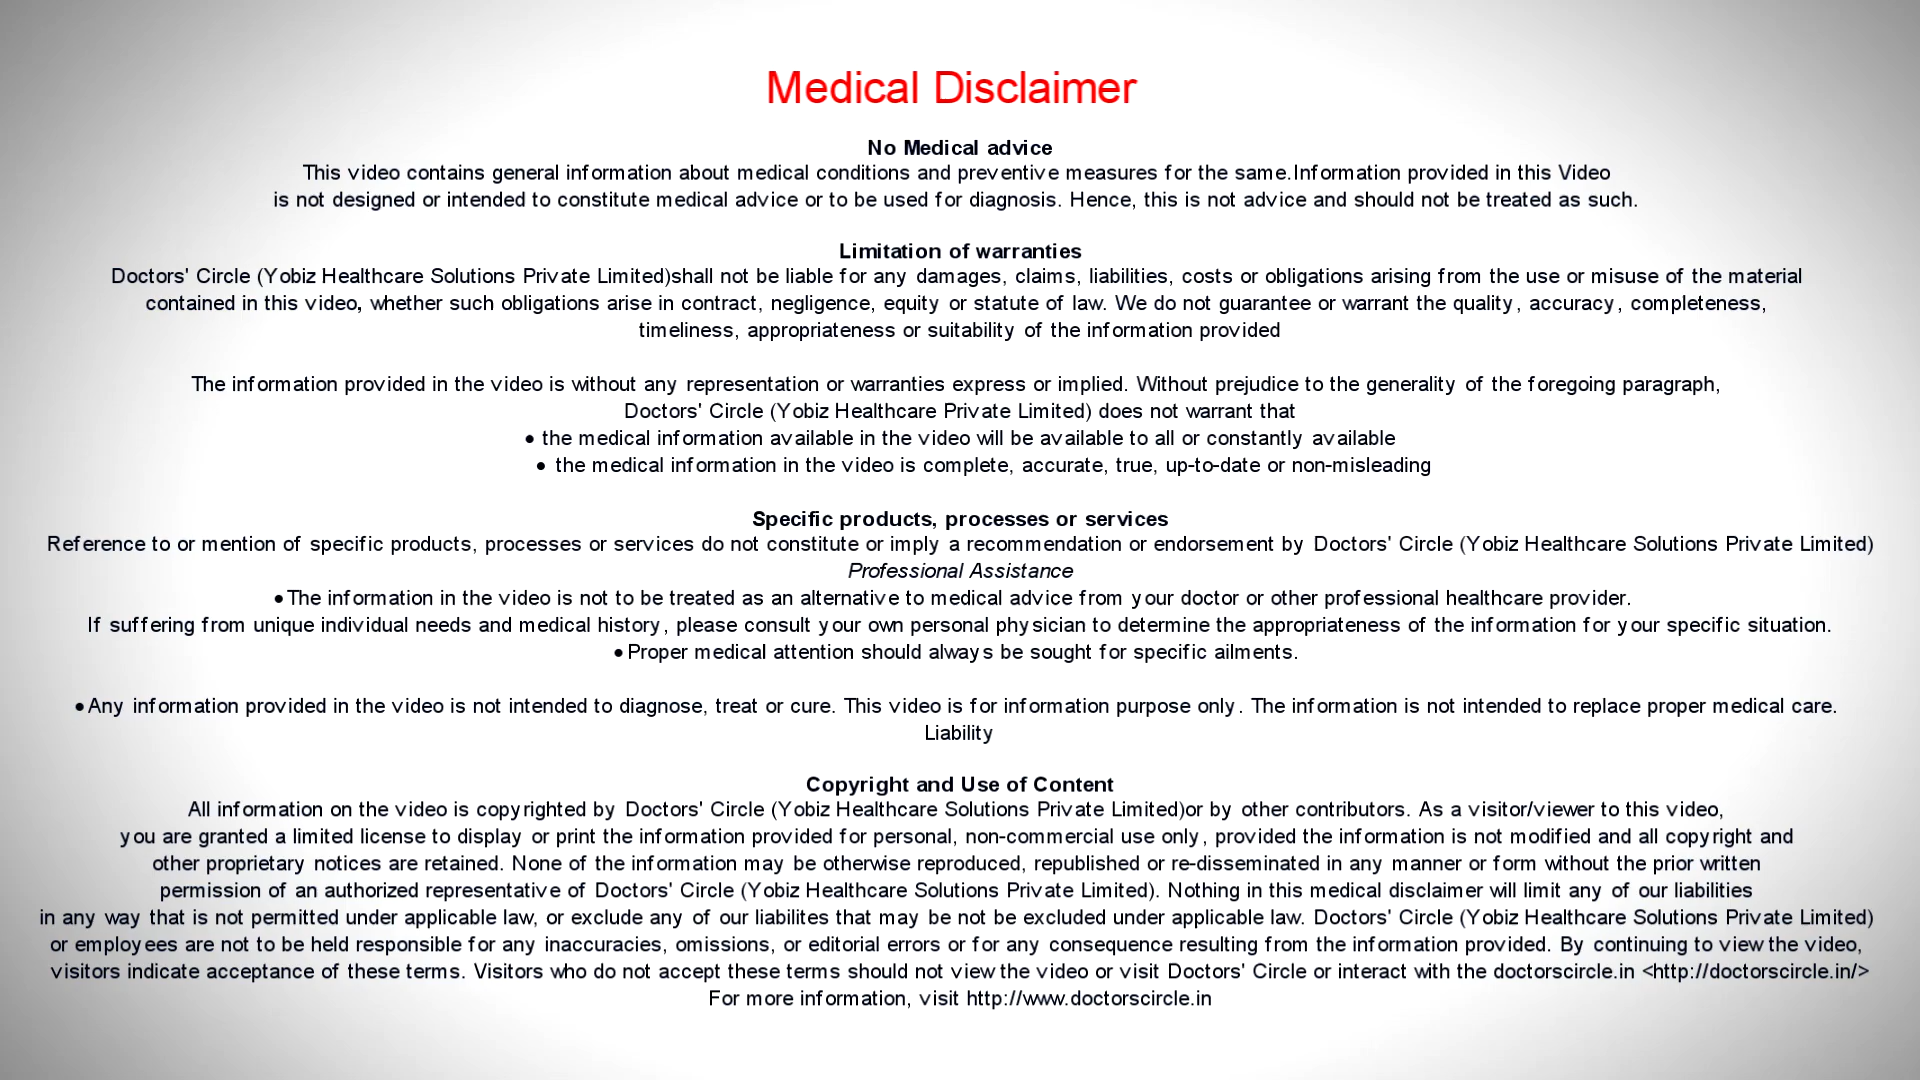 Medical Disclaimer
No Medical advice
This video contains general information about medical conditions and preventive measures for the same.Information provided in this Video
is not designed or intended to constitute medical advice or to be used for diagnosis. Hence, this is not advice and should not be treated as such.
Limitation of warranties
Doctors' Circle (Yobiz Healthcare Solutions Private Limited)shall not be liable for any damages, claims, liabilities, costs or obligations arising from the use or misuse of the material
contained in this video, whether such obligations arise in contract, negligence, equity or statute of law. We do not guarantee or warrant the quality, accuracy, completeness,
timeliness, appropriateness or suitability of the information provided
The information provided in the video is without any representation or warranties express or implied. Without prejudice to the generality of the foregoing paragraph,
Doctors' Circle (Yobiz Healthcare Private Limited) does not warrant that
• the medical information available in the video will be available to all or constantly available
• the medical information in the video is complete, accurate, true, up-to-date or non-misleading
Specific products, processes or services
Reference to or mention of specific products, processes or services do not constitute or imply a recommendation or endorsement by Doctors' Circle (Yobiz Healthcare Solutions Private Limited)
Professional Assistance
•The information in the video is not to be treated as an alternative to medical advice from your doctor or other professional healthcare provider.
If suffering from unique individual needs and medical history, please consult your own personal physician to determine the appropriateness of the information for your specific situation.
•Proper medical attention should always be sought for specific ailments.
•Any information provided in the video is not intended to diagnose, treat or cure. This video is for information purpose only. The information is not intended to replace proper medical care.
Liability
Copyright and Use of Content
All information on the video is copyrighted by Doctors' Circle (Yobiz Healthcare Solutions Private Limited)or by other contributors. As a visitor/viewer to this video,
you are granted a limited license to display or print the information provided for personal, non-commercial use only, provided the information is not modified and all copyright and
other proprietary notices are retained. None of the information may be otherwise reproduced, republished or re-disseminated in any manner or form without the prior written
permission of an authorized representative of Doctors' Circle (Yobiz Healthcare Solutions Private Limited). Nothing in this medical disclaimer will limit any of our liabilities
in any way that is not permitted under applicable law, or exclude any of our liabilites that may be not be excluded under applicable law. Doctors' Circle (Yobiz Healthcare Solutions Private Limited)
or employees are not to be held responsible for any inaccuracies, omissions, or editorial errors or for any consequence resulting from the information provided. By continuing to view the video,
visitors indicate acceptance of these terms. Visitors who do not accept these terms should not view the video or visit Doctors' Circle or interact with the doctorscircle.in <http://doctorscircle.in/>
For more information, visit http://www.doctorscircle.in